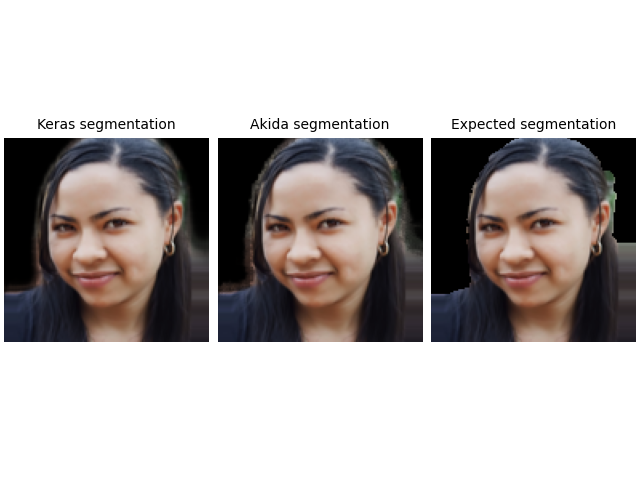 Keras segmentation
Akida segmentation
Expected segmentation